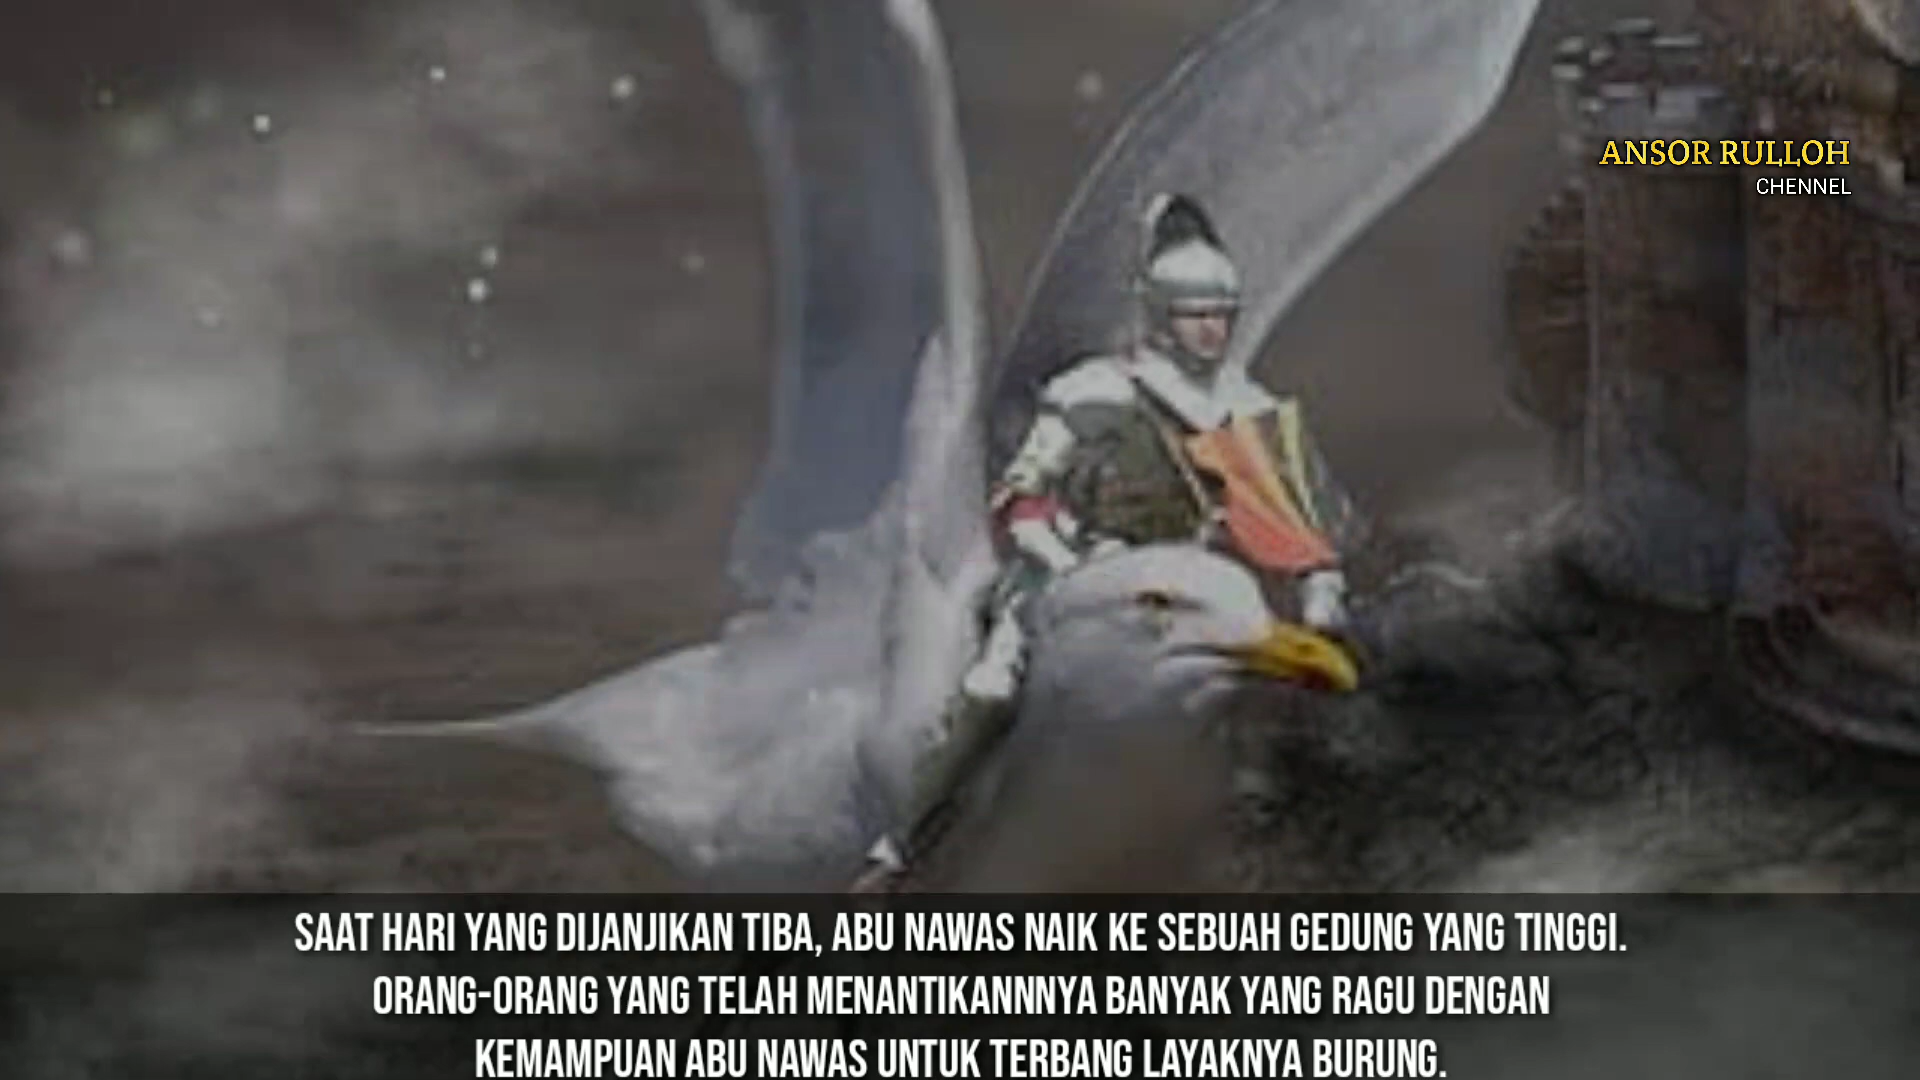 ANSOR RULLOH
CHENNEL
SAAT HARI YANG DIJANJIKAN TIBA, ABU NAWAS NAIK KE SEBUAH GEDUNG YANG TINGGI.
ORANG-ORANG YANG TELAH MENANTIKANNNYA BANYAK YANG RAGU DENGAN
KEMAMPUAN ABU NAWAS UNTUK TERBANG LAYAKNYA BURUNG.